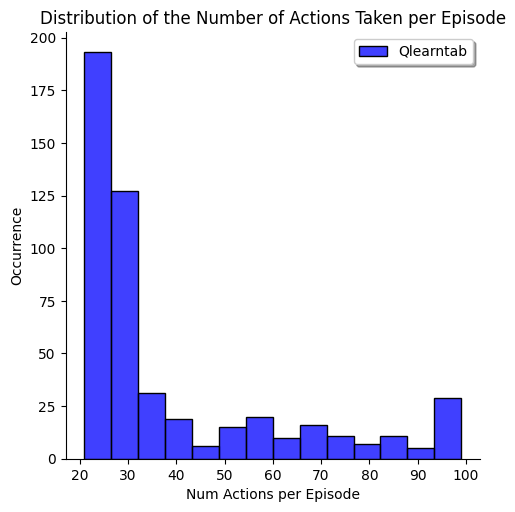 Distribution of the Number of Actions Taken per Episode
Qlearntab
200
175
150
125
100
75
50
25
0
Occurrence
20 30 40 50 60 70 80 90 100
Num Actions per Episode